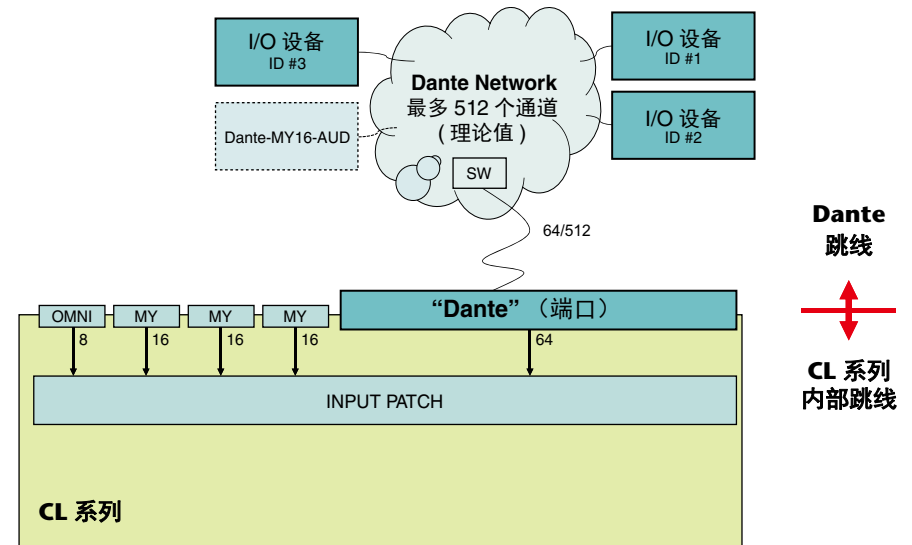 I/O 设备
ID #3
Dante-MY16-AUD
Dante Network
最多 512 个通道
( 理论值 )
SW
I/O 设备
ID #1
I/O 设备
ID #2
64/512
Dante
跳线
CL 系列
内部跳线
OMNI
MY
MY
MY
“Dante” （端口）
8
16
16
16
64
INPUT PATCH
CL 系列